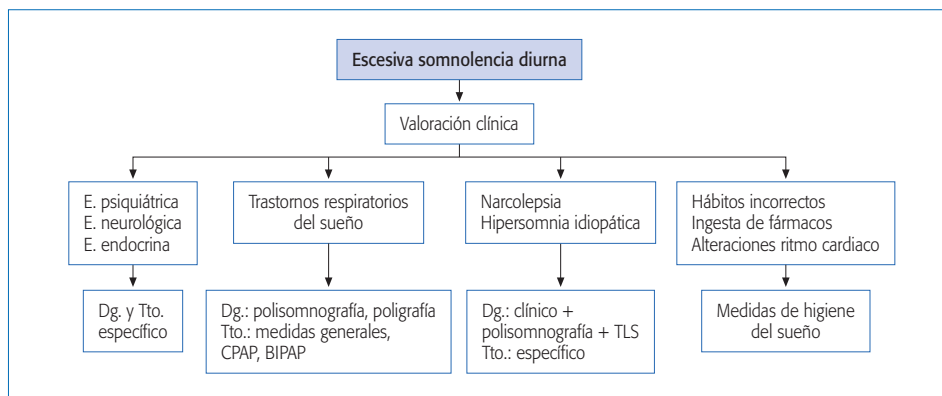 Escesiva somnolencia diurna
Valoración clínica
E. psiquiátrica
E. neurológica
E. endocrina
Trastornos respiratorios
del sueño
Narcolepsia
Hipersomnia idiopática
Hábitos incorrectos
Ingesta de fármacos
Alteraciones ritmo cardiaco
Dg. y Tto.
específico
Dg.: polisomnografía, poligrafía
Tto.: medidas generales,
CPAP, BIPAP
Dg.: clínico +
polisomnografía + TLS
Tto.: específico
Medidas de higiene
del sueño